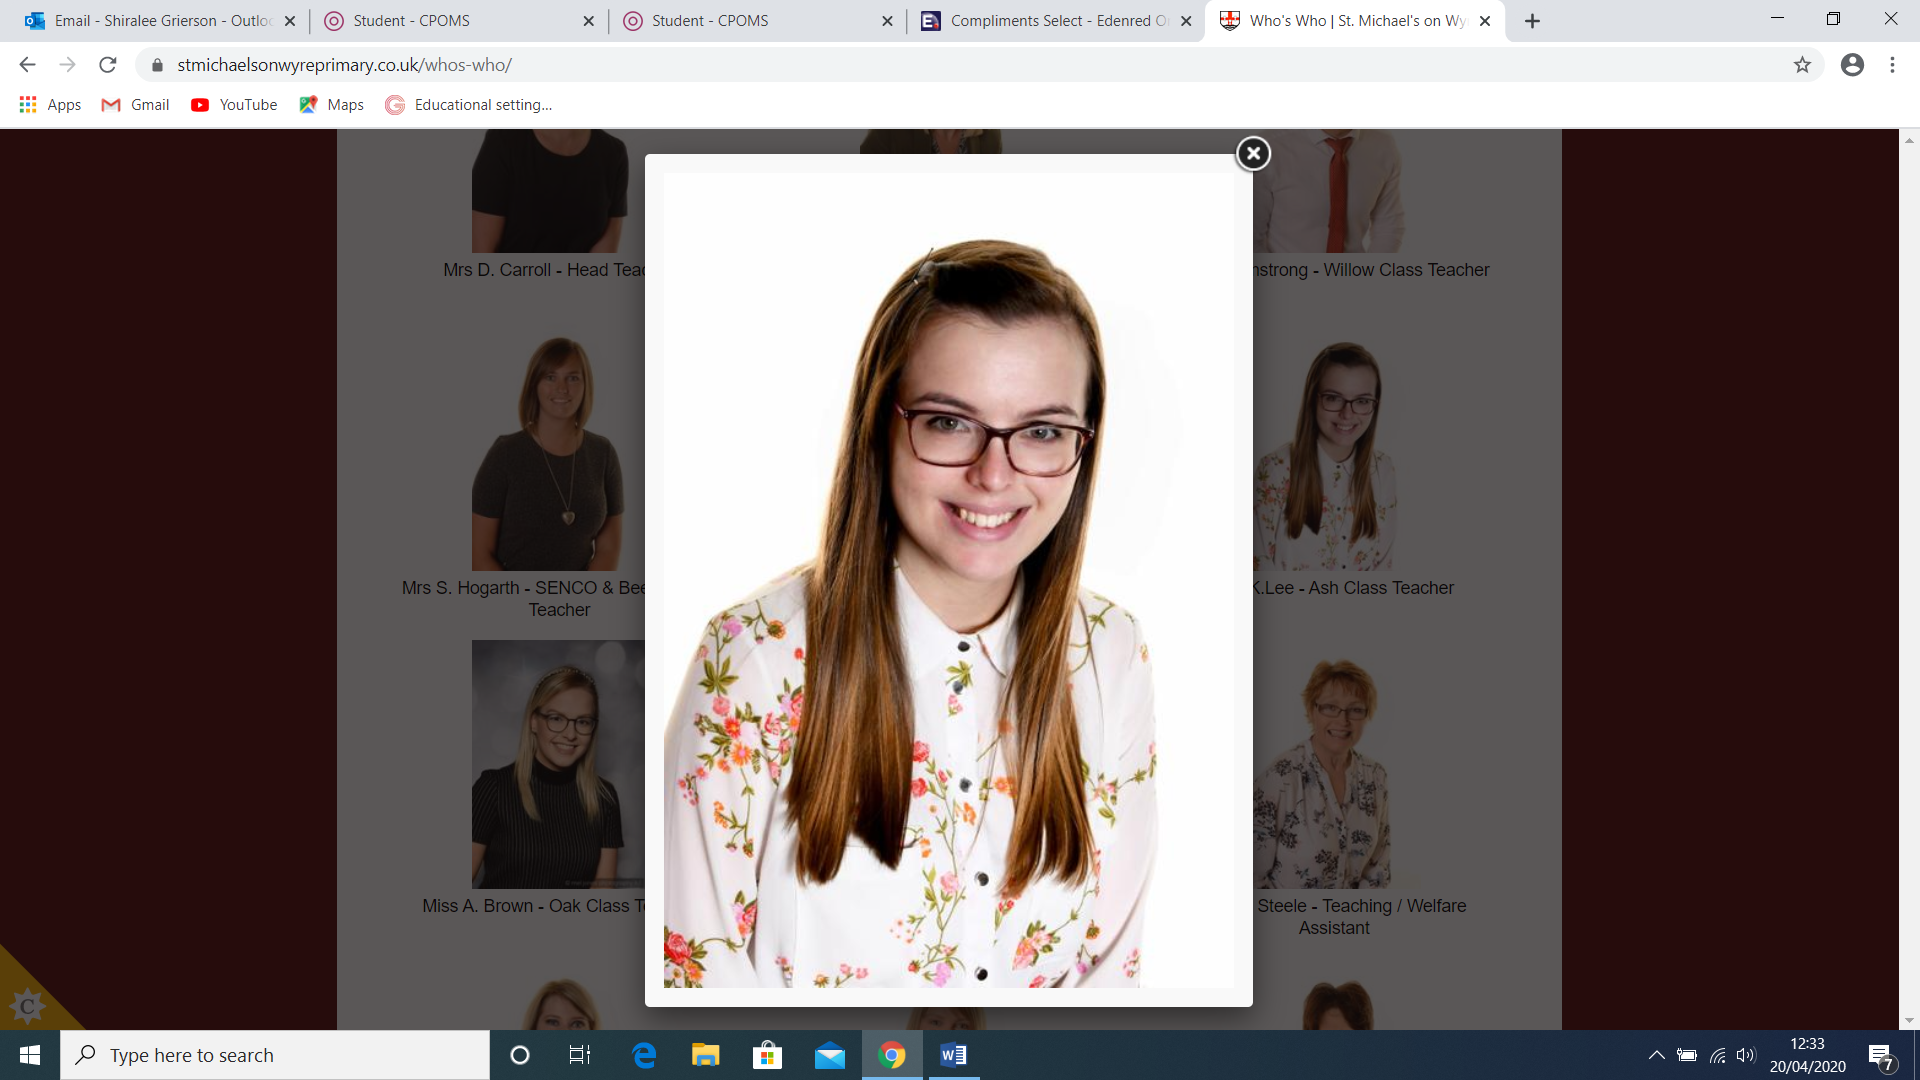 Email - Shiralee Grierson - Outloo
Student - CPOMS
Student - CPOMS
Compliments Select - Edenred O
Who's Who | St. Michael's on Wy
stmichaelsonwyreprimary.co.uk/whos-who/
Apps
Gmail
YouTube
Maps
Educational setting...
Mrs D. Carroll - Head Teac
nstrong - Willow Class Teacher
Mrs S. Hogarth - SENCO & Bee
Teacher
K.Lee - Ash Class Teacher
Miss A. Brown - Oak Class T
Steele - Teaching / Welfare
Assistant
C
Type here to search
12:33
20/04/2020
7